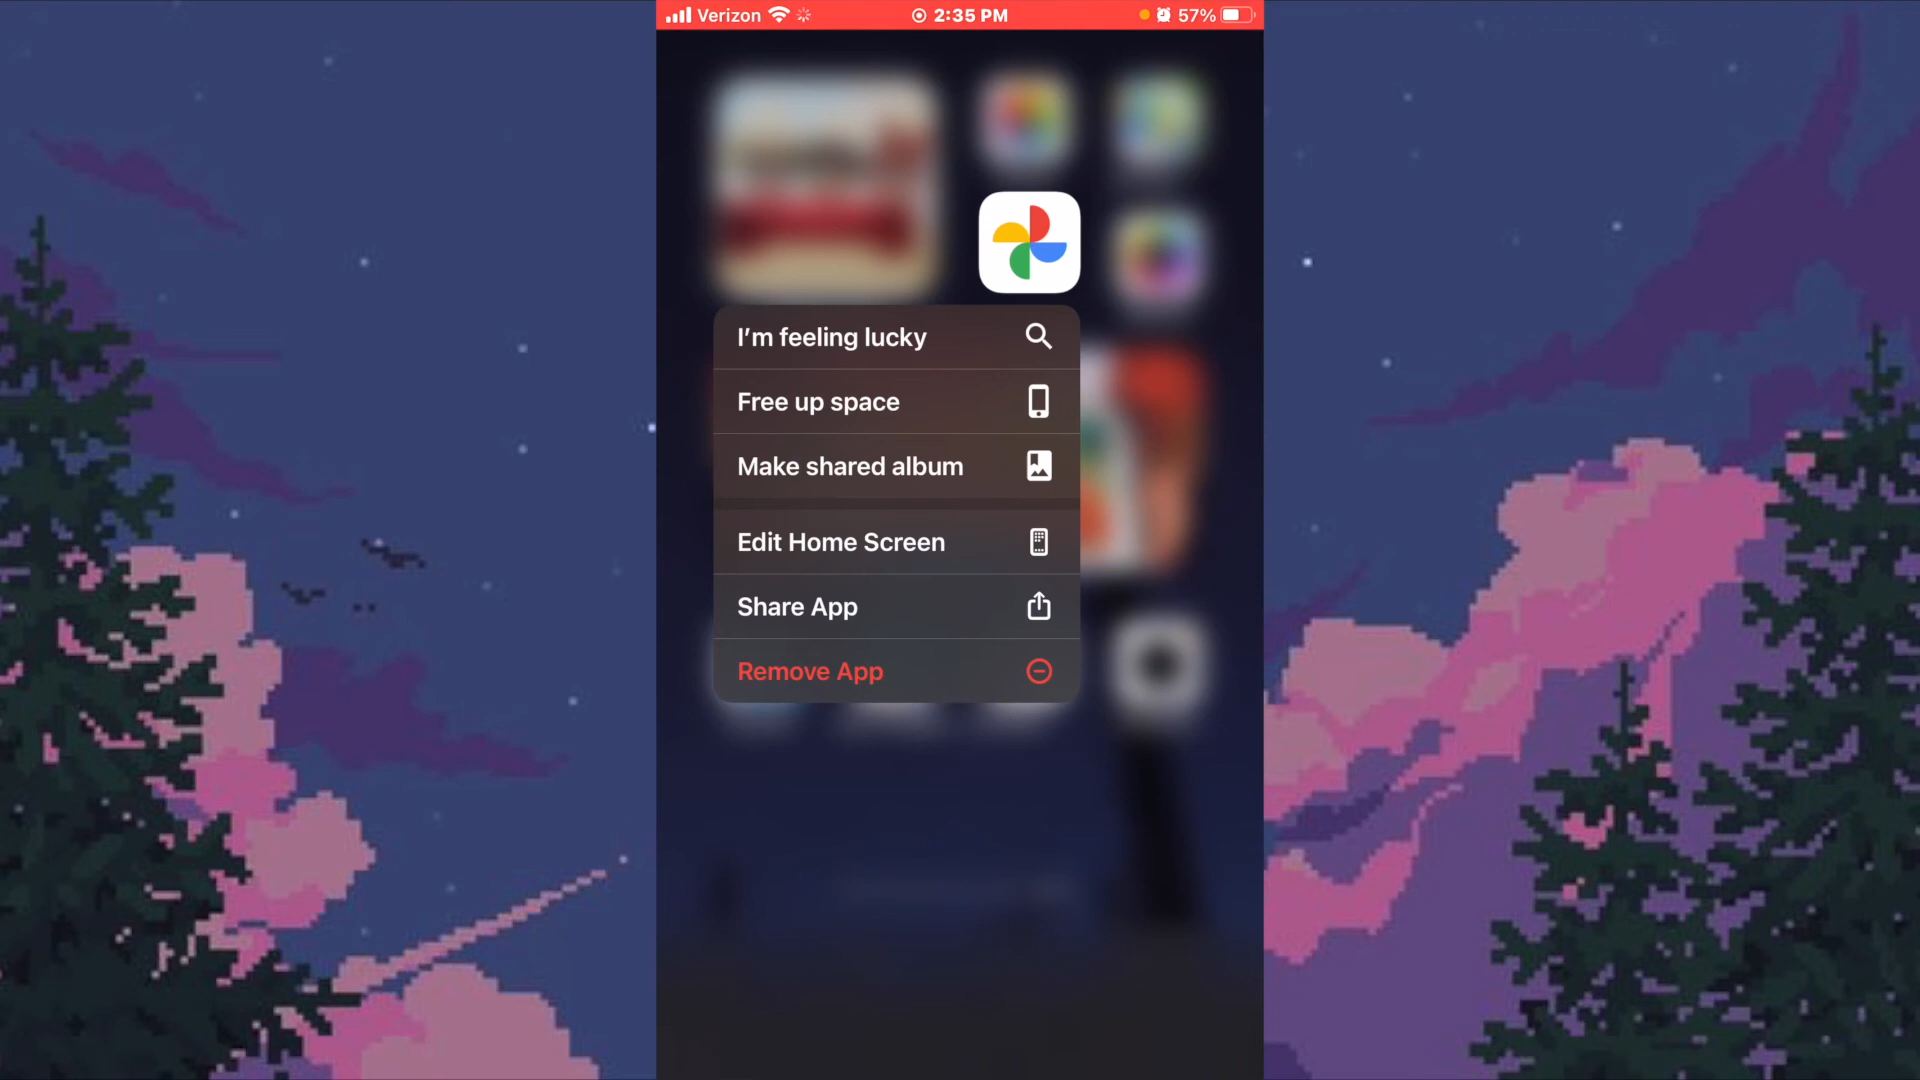 Verizon 2:35 PM 57%
I’m feeling lucky
Free up space
Make shared album
Edit Home Screen
Share App
Remove App